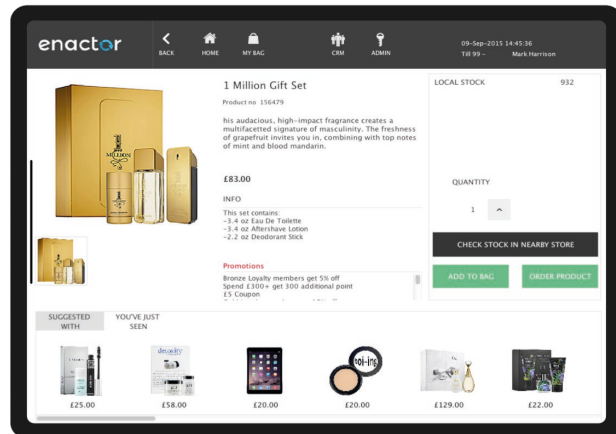 enactor
BACK
HOME
MY BAG
CRM
ADMIN
09-Sep-2015 14:45:36
Till 99 - Mark Harrison
1 Million Gift Set
Product no 156479
his audacious, high-impact fragrance creates a
multifacetted signature of masculinity. The freshness
of grapefruit invites you in, combining with top notes
of mint and blood mandarin.
£83.00
INFO
This set contains:
-3.4 oz Eau De Toilette
-3.4 oz Aftershave Lotion
-2.2 oz Deodorant Stick
Promotions
Bronze Loyalty members get 5% off
Spend £300+ get 300 additional point
£5 Coupon
LOCAL STOCK 932
QUANTITY
1
CHECK STOCK IN NEARBY STORE
ADD TO BAG
ORDER PRODUCT
MILLION
SUGGESTED
WITH
YOU'VE JUST
SEEN
£25.00
£58.00
£20.00
£20.00
£129.00
£22.00